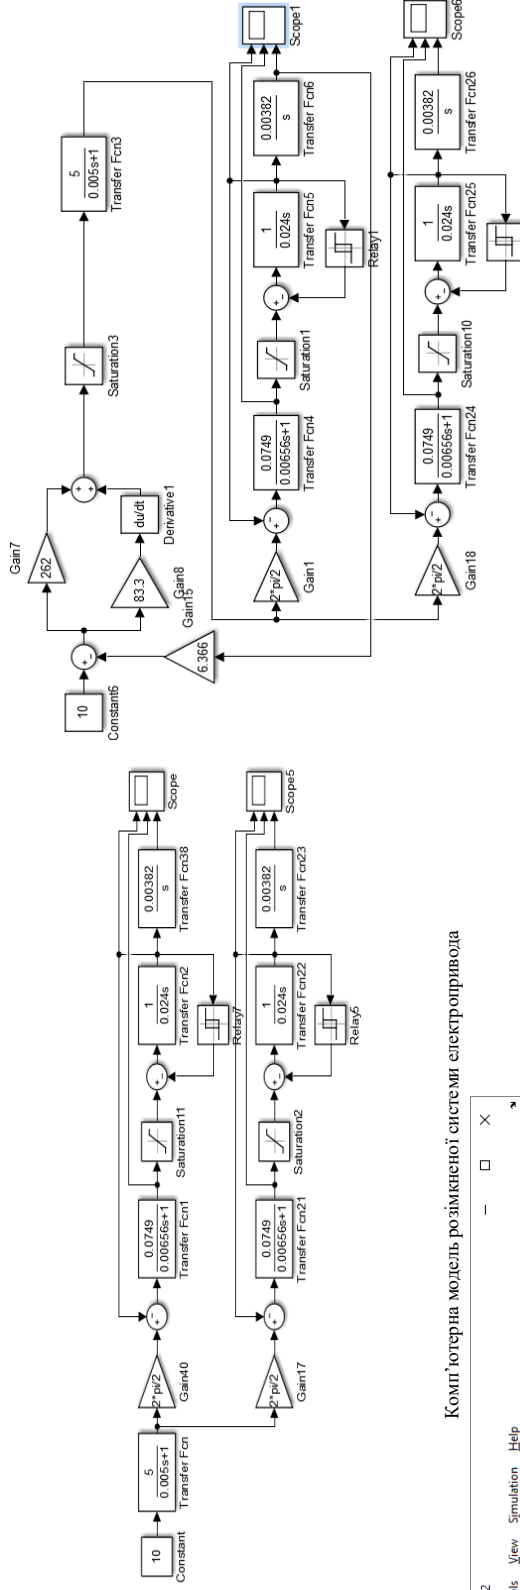 Gain7
262
10
Constant6
+-
++
Saturation3
5
0.005s+1
Transfer Fcn3
83.3
Gain8
du/dt
Derivative1
Gain15
6.366
10
Constant
5
0.005s+1
Transfer Fcn
2*pi/2
Gain40
+-
0.0749
0.00656s+1
Transfer Fcn1
Saturation11
+-
1
0.024s
Transfer Fcn2
0.00382
s
Transfer Fcn38
Scope
Relay7
2*pi/2
Gain17
+-
0.0749
0.00656s+1
Transfer Fcn21
Saturation2
+-
1
0.024s
Transfer Fcn22
0.00382
s
Transfer Fcn23
Scope5
Relay5
2*pi/2
Gain1
+-
0.0749
0.00656s+1
Transfer Fcn4
Saturation1
+-
1
0.024s
Transfer Fcn5
0.00382
s
Transfer Fcn6
Scope1
Relay1
2*pi/2
Gain18
+-
0.0749
0.00656s+1
Transfer Fcn24
Saturation10
+-
1
0.024s
Transfer Fcn25
0.00382
s
Transfer Fcn26
Scope6
Комп’ютерна модель розімкненої системи електропривода
2
ls View Simulation Help